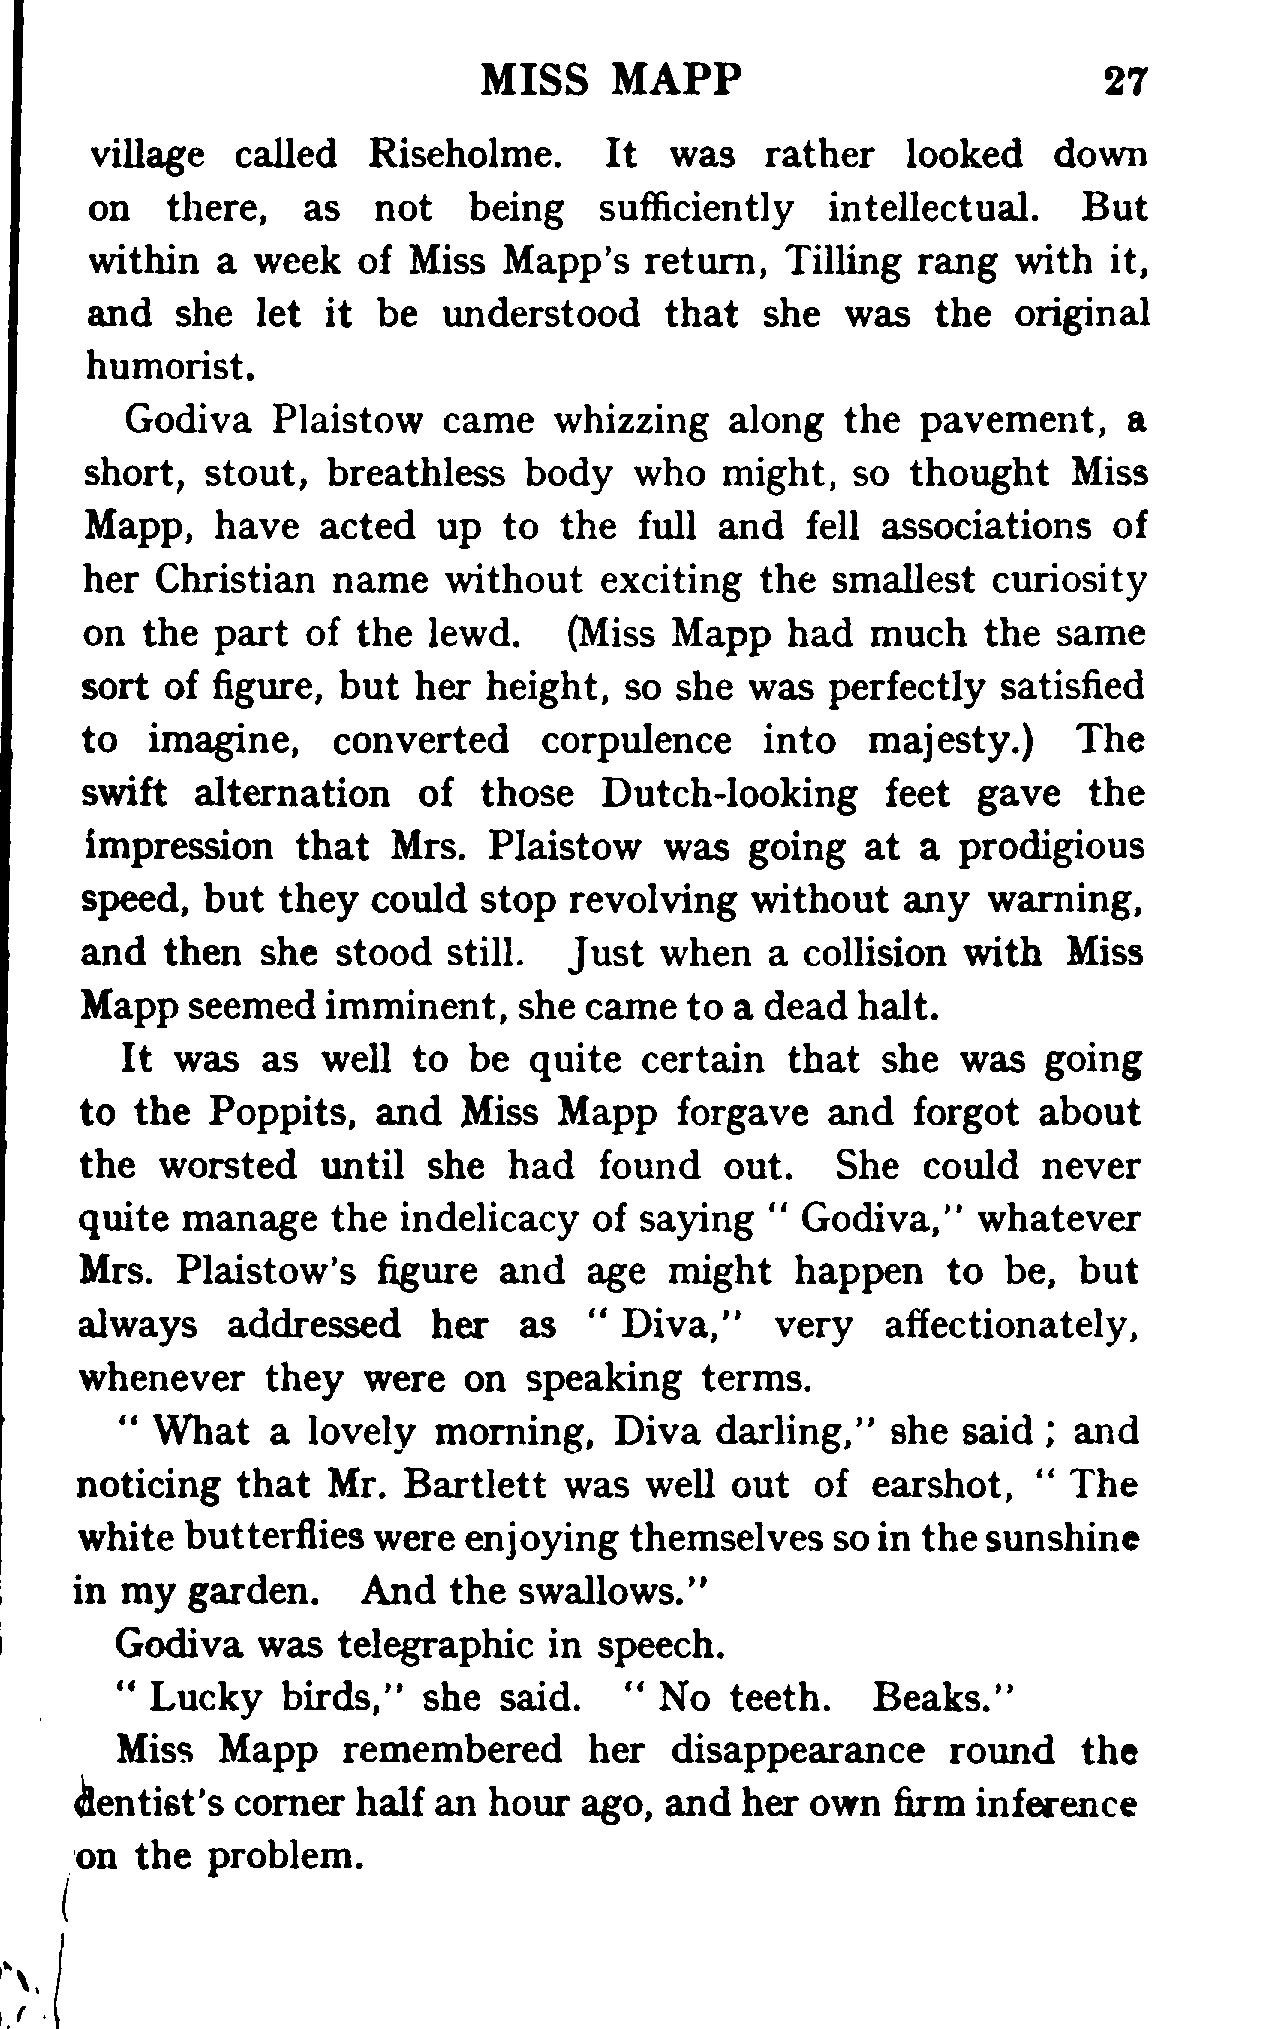 MISS MAPP 27
village called Riseholme. It was rather looked down
on there, as not being sufficiently intellectual. But
within a week of Miss Mapp's return, Tilling rang with it,
and she let it be understood that she was the original
humorist.
Godiva Plaistow came whizzing along the pavement, a
short, stout, breathless body who might, so thought Miss
Mapp, have acted up to the full and fell associations of
her Christian name without exciting the smallest curiosity
on the part of the lewd. (Miss Mapp had much the same
sort of figure, but her height, so she was perfectly satisfied
to imagine, converted corpulence into majesty.) The
swift alternation of those Dutch-looking feet gave the
impression that Mrs. Plaistow was going at a prodigious
speed, but they could stop revolving without any warning,
and then she stood still. Just when a collision with Miss
Mapp seemed imminent, she came to a dead halt.
It was as well to be quite certain that she was going
to the Poppits, and Miss Mapp forgave and forgot about
the worsted until she had found out. She could never
quite manage the indelicacy of saying " Godiva," whatever
Mrs. Plaistow's figure and age might happen to be, but
always addressed her as " Diva," very affectionately,
whenever they were on speaking terms.
" What a lovely morning, Diva darling," she said ; and
noticing that Mr. Bartlett was well out of earshot, " The
white butterflies were enjoying themselves so in the sunshine
in my garden. And the swallows."
Godiva was telegraphic in speech.
" Lucky birds," she said. " No teeth. Beaks."
Miss Mapp remembered her disappearance round the
dentist's corner half an hour ago, and her own firm inference
on the problem.